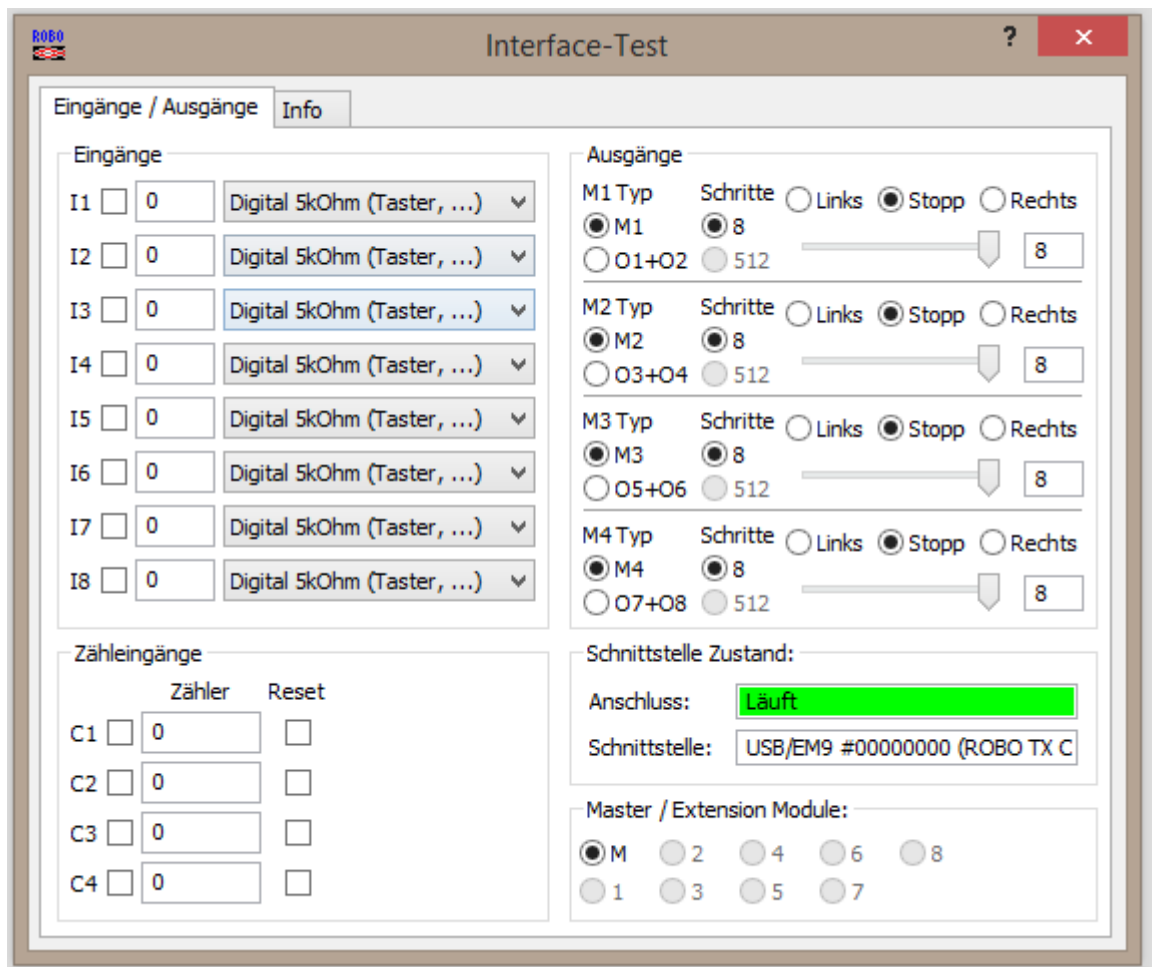 ROBO
Interface-Test
?
Eingänge / Ausgänge
Info
Eingänge
I1 0 Digital 5kOhm (Taster, ...)
I2 0 Digital 5kOhm (Taster, ...)
I3 0 Digital 5kOhm (Taster, ...)
I4 0 Digital 5kOhm (Taster, ...)
I5 0 Digital 5kOhm (Taster, ...)
I6 0 Digital 5kOhm (Taster, ...)
I7 0 Digital 5kOhm (Taster, ...)
I8 0 Digital 5kOhm (Taster, ...)
Zähleingänge
Zähler Reset
C1 0
C2 0
C3 0
C4 0
Ausgänge
M1 Typ Schritte Links Stopp Rechts
M1 8
O1+O2 512 8
M2 Typ Schritte Links Stopp Rechts
M2 8
O3+O4 512 8
M3 Typ Schritte Links Stopp Rechts
M3 8
O5+O6 512 8
M4 Typ Schritte Links Stopp Rechts
M4 8
O7+O8 512 8
Schnittstelle Zustand:
Anschluss: Läuft
Schnittstelle: USB/EM9 #00000000 (ROBO TX C
Master / Extension Module:
M 2 4 6 8
1 3 5 7